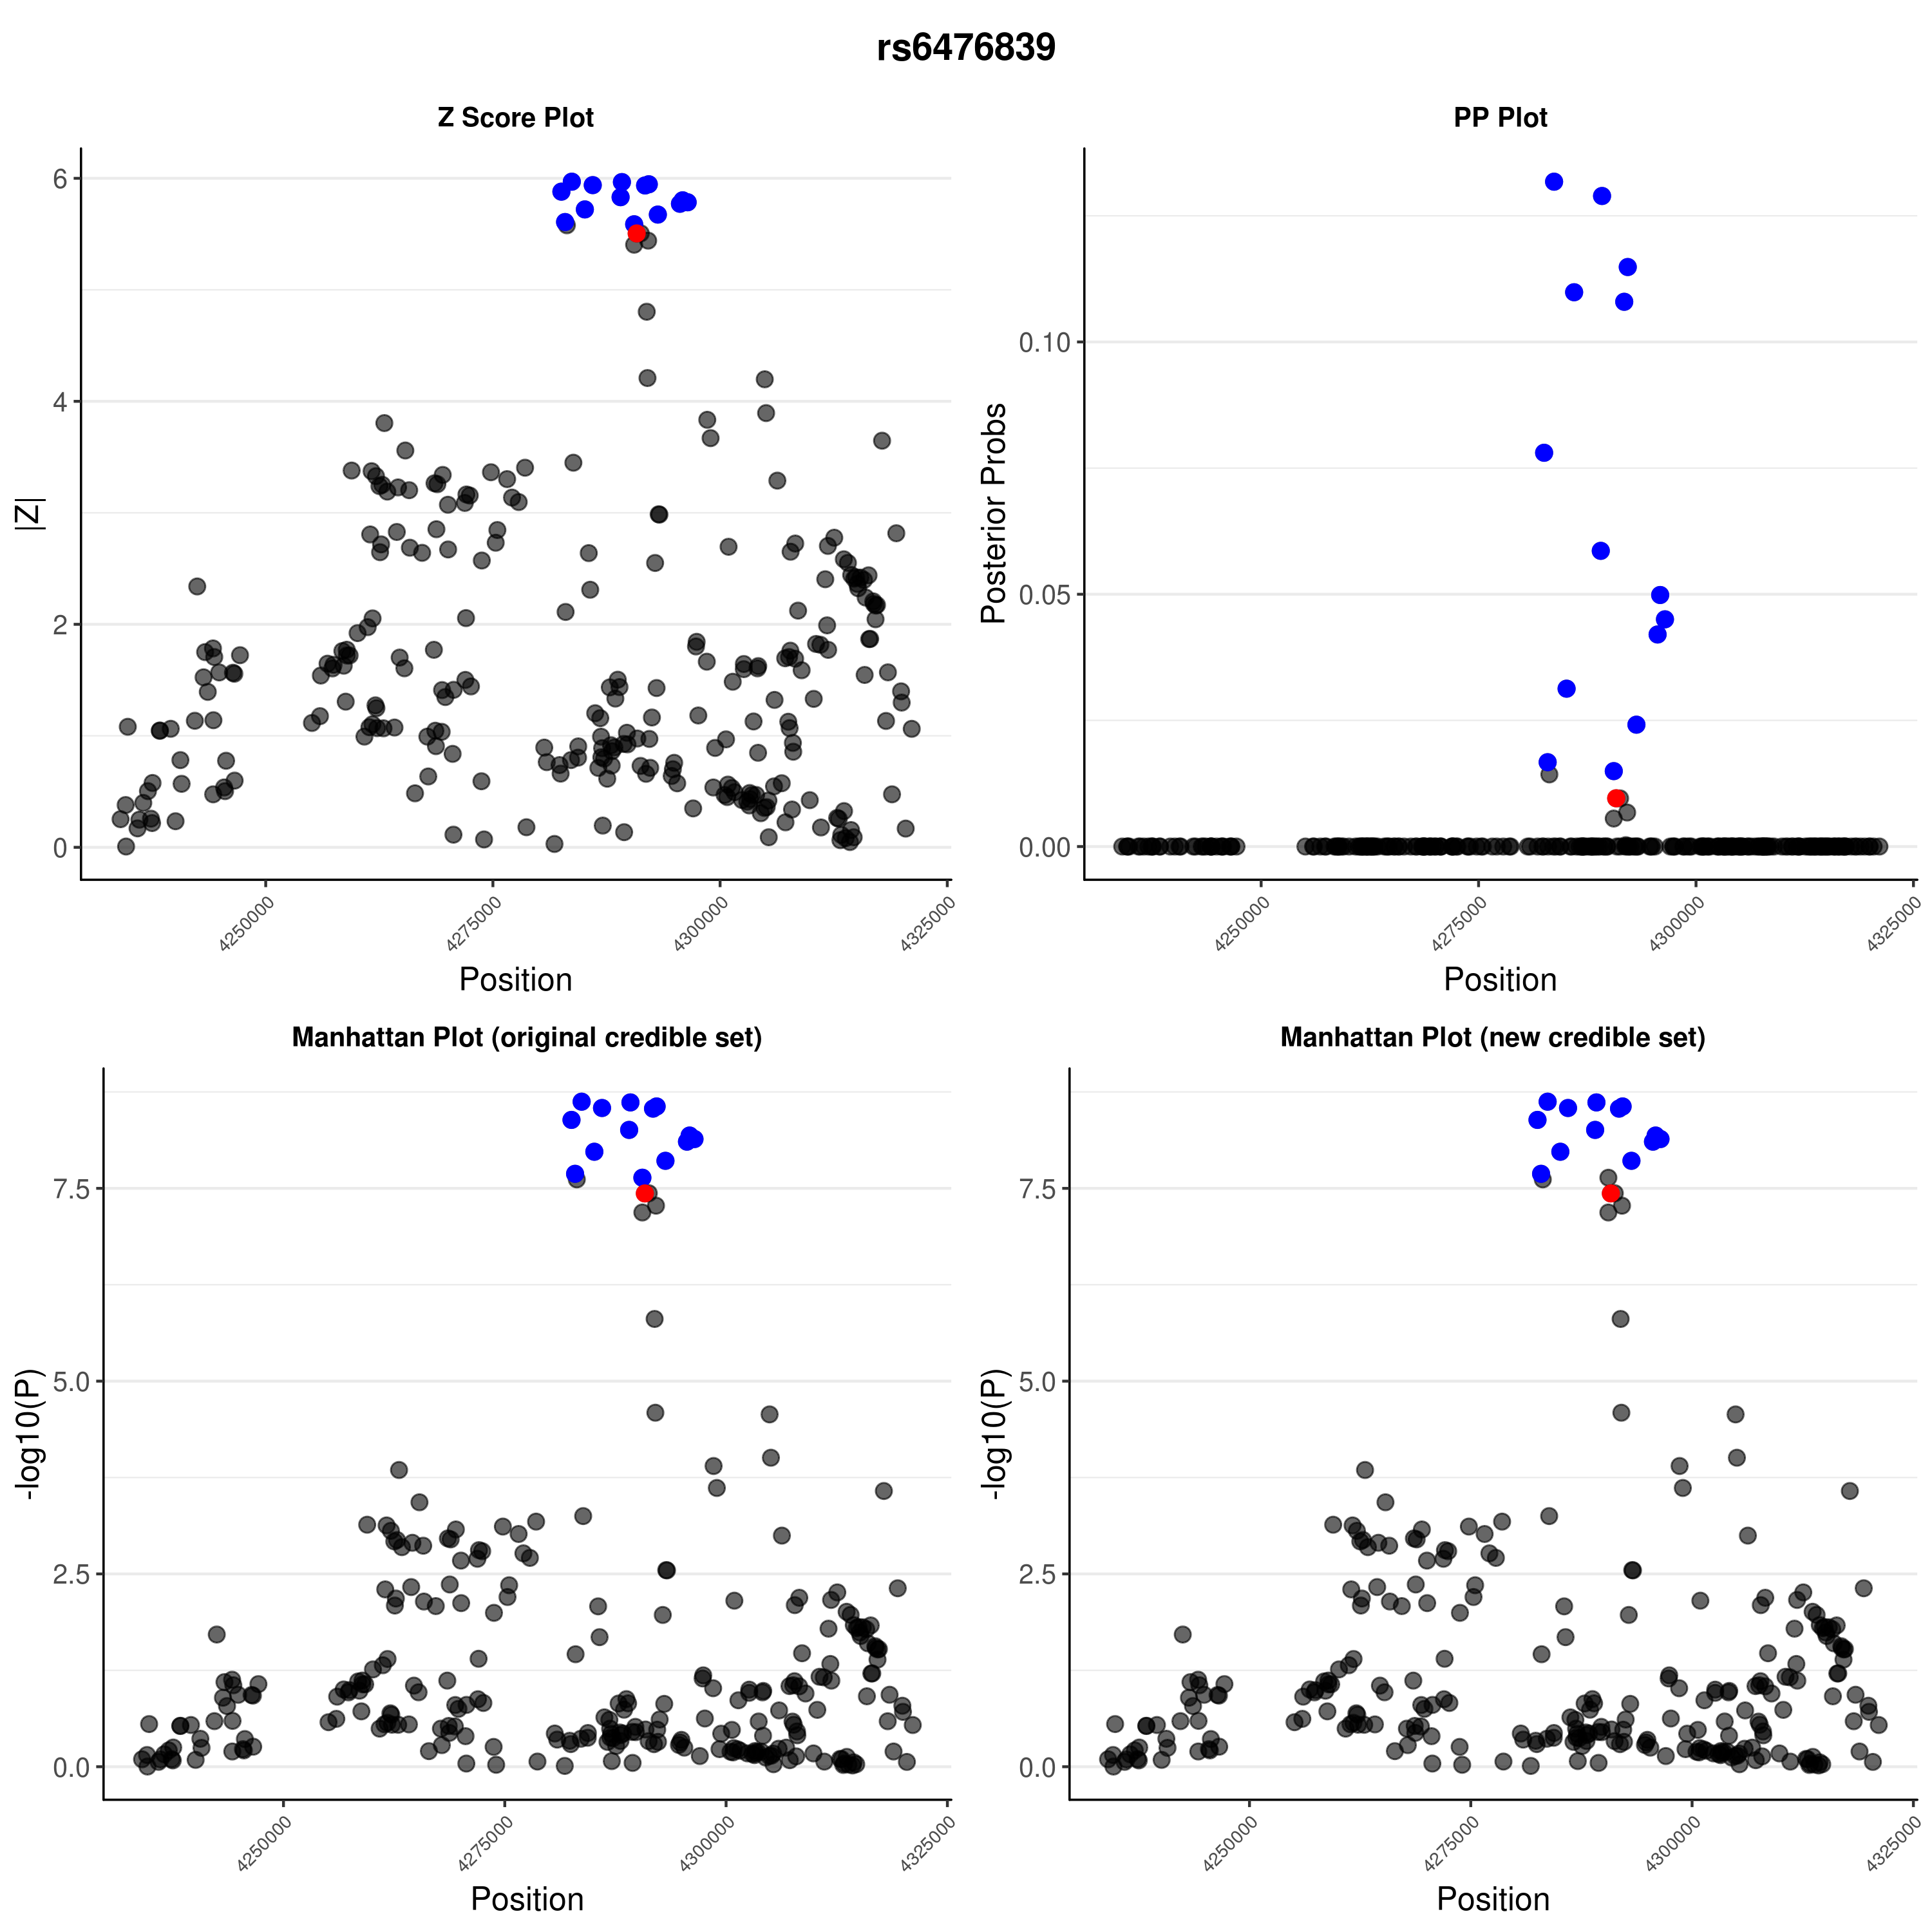 rs6476839
Z Score Plot
6
4
2
0
|Z|
4250000
4275000
4300000
4325000
Position
PP Plot
0.10
0.05
0.00
Posterior Probs
4250000
4275000
4300000
4325000
Position
Manhattan Plot (original credible set)
7.5
5.0
2.5
0.0
-log10(P)
4250000
4275000
4300000
4325000
Position
Manhattan Plot (new credible set)
7.5
5.0
2.5
0.0
-log10(P)
4250000
4275000
4300000
4325000
Position